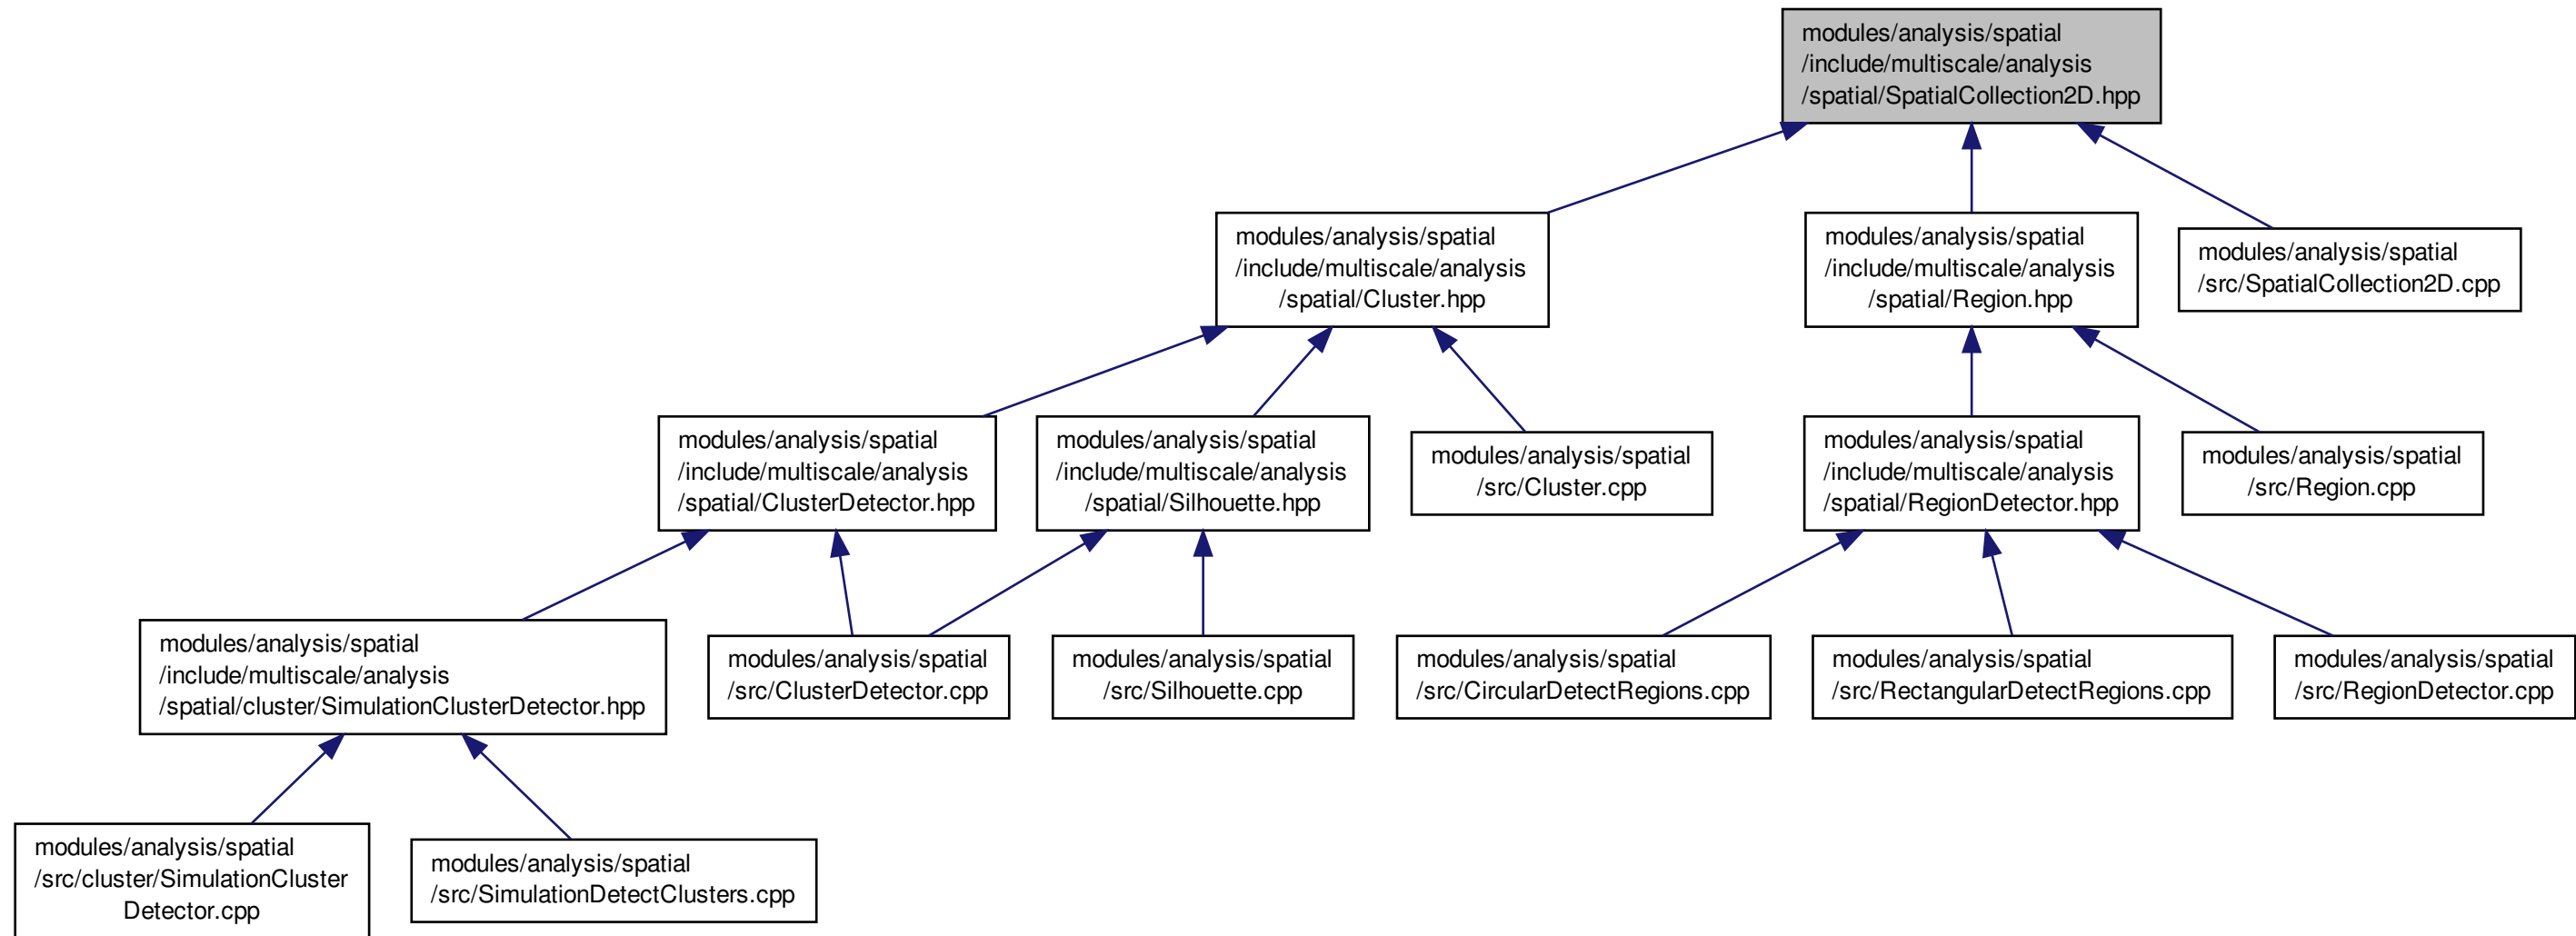 modules/analysis/spatial
/include/multiscale/analysis
/spatial/SpatialCollection2D.hpp
modules/analysis/spatial
/include/multiscale/analysis
/spatial/Cluster.hpp
modules/analysis/spatial
/include/multiscale/analysis
/spatial/Region.hpp
modules/analysis/spatial
/src/SpatialCollection2D.cpp
modules/analysis/spatial
/include/multiscale/analysis
/spatial/ClusterDetector.hpp
modules/analysis/spatial
/include/multiscale/analysis
/spatial/Silhouette.hpp
modules/analysis/spatial
/src/Cluster.cpp
modules/analysis/spatial
/include/multiscale/analysis
/spatial/RegionDetector.hpp
modules/analysis/spatial
/src/Region.cpp
modules/analysis/spatial
/include/multiscale/analysis
/spatial/cluster/SimulationClusterDetector.hpp
modules/analysis/spatial
/src/ClusterDetector.cpp
modules/analysis/spatial
/src/Silhouette.cpp
modules/analysis/spatial
/src/CircularDetectRegions.cpp
modules/analysis/spatial
/src/RectangularDetectRegions.cpp
modules/analysis/spatial
/src/RegionDetector.cpp
modules/analysis/spatial
/src/cluster/SimulationCluster
Detector.cpp
modules/analysis/spatial
/src/SimulationDetectClusters.cpp